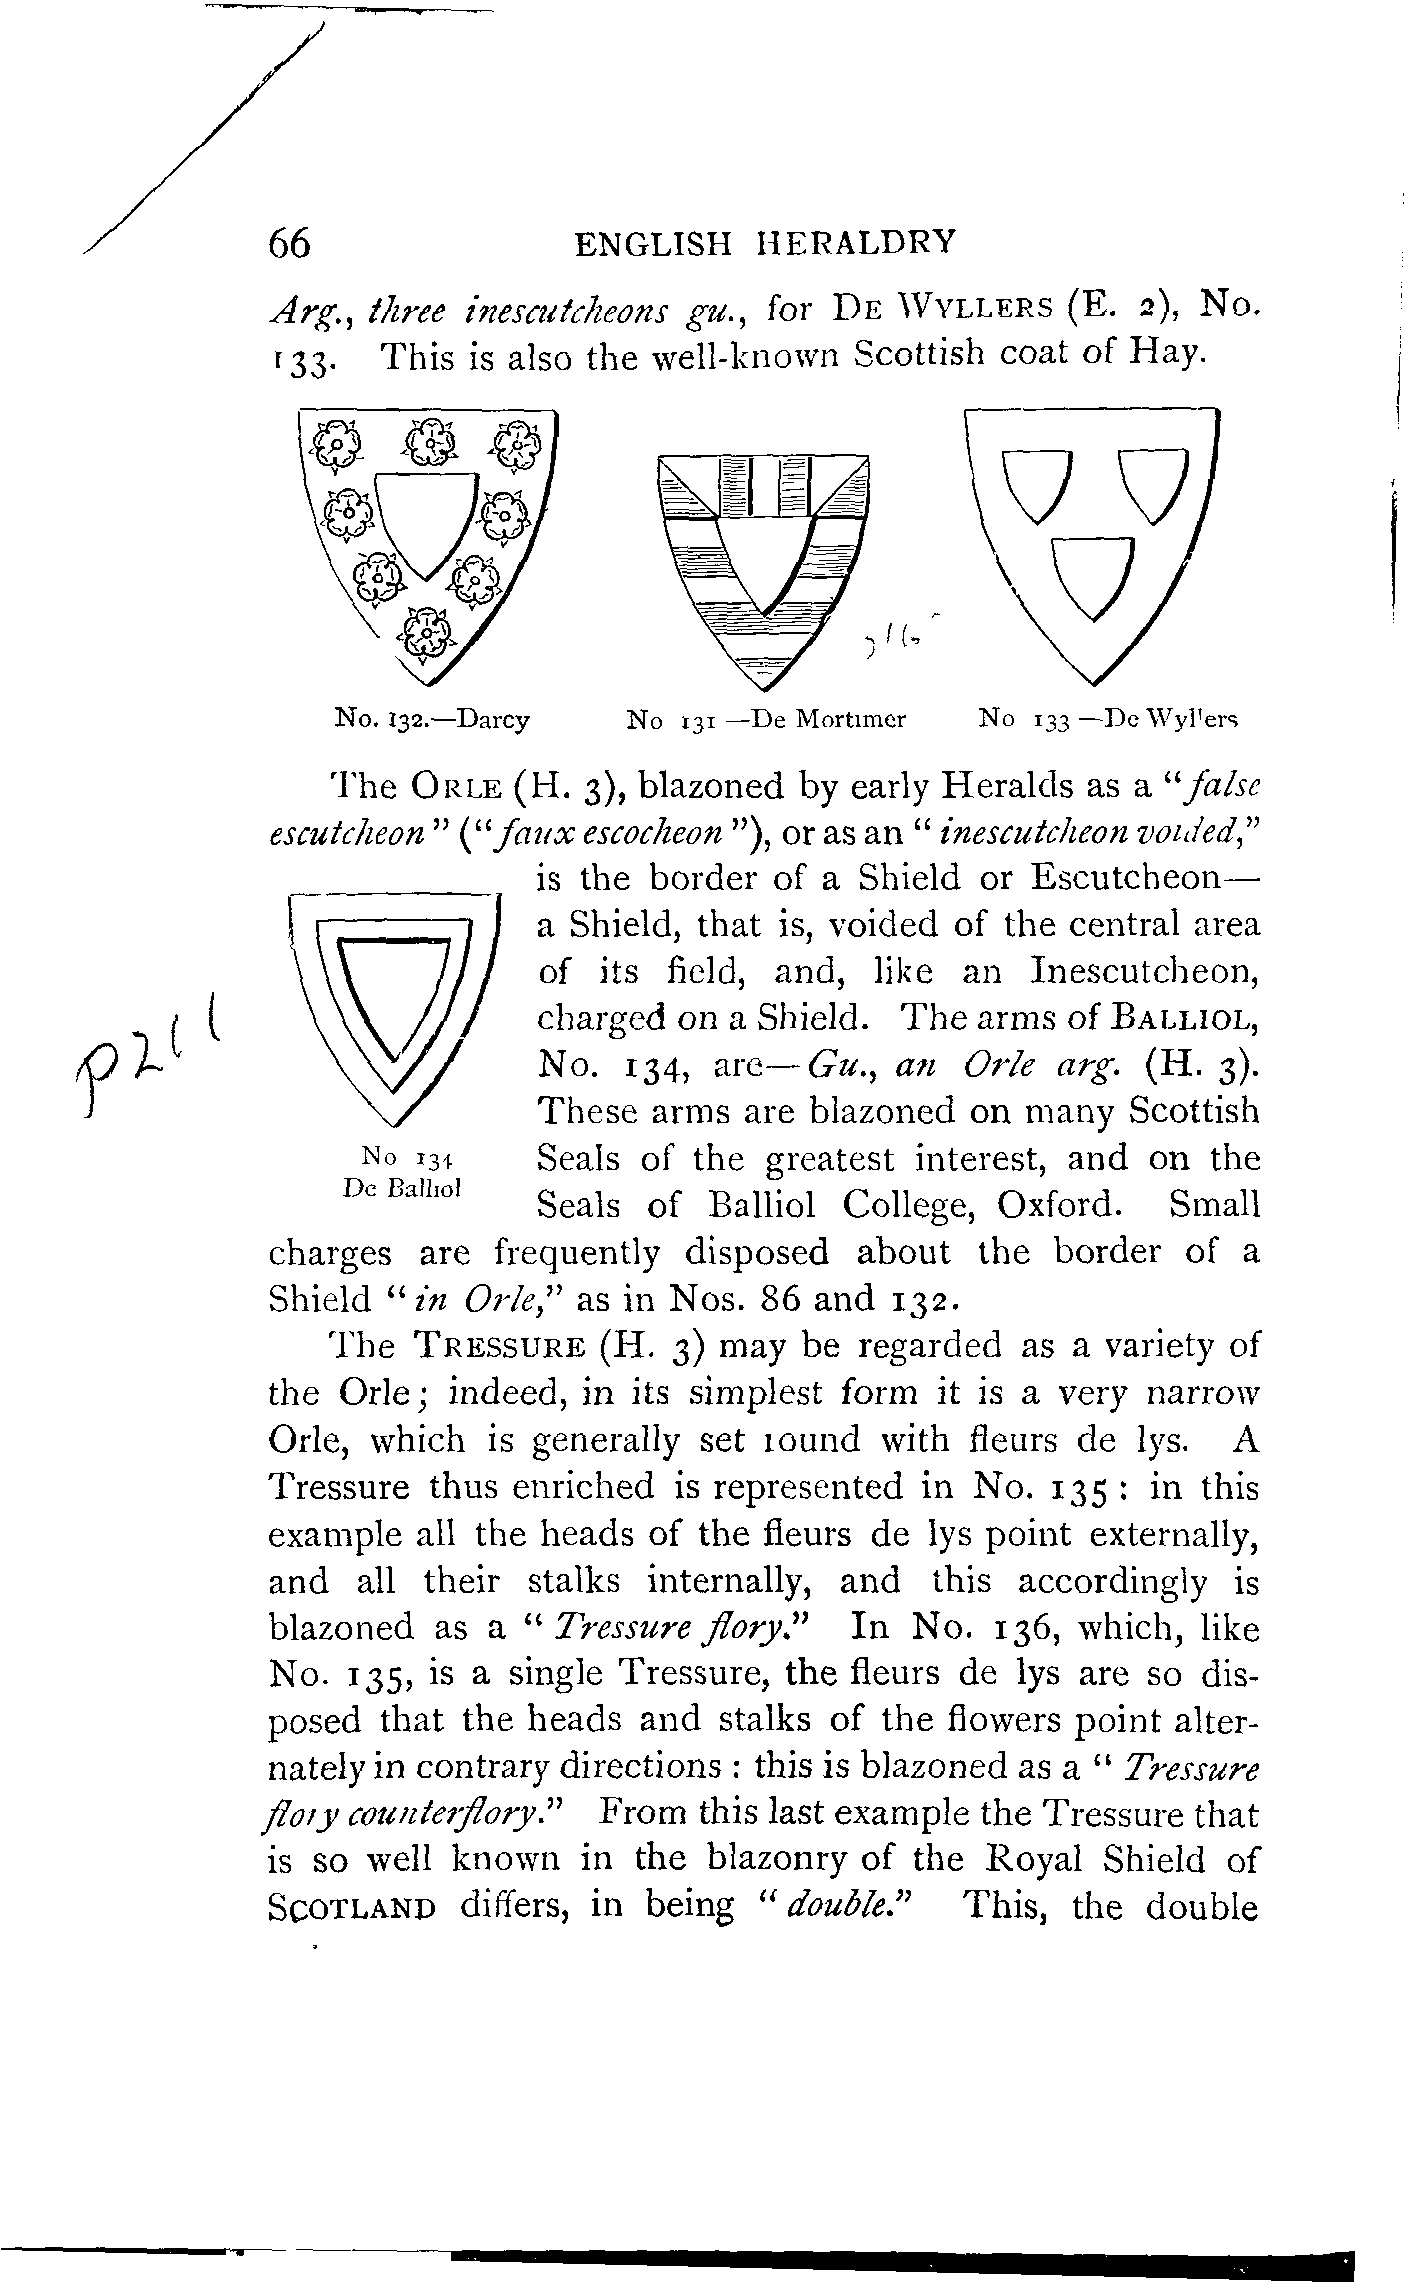 66 ENGLISH HERALDRY
Arg., three inescutcheons gu., for DE WYLLERS (E. 2), No.
133. This is also the well-known Scottish coat of Hay.
No. 132.—Darcy No 131 —De Mortimer No 133 —De Wyllers
The ORLE (H. 3), blazoned by early Heralds as a "false
escutcheon" ("faux escocheon"), or as an "inescutcheon voided,"
is the border of a Shield or Escutcheon—
a Shield, that is, voided of the central area
of its field, and, like an Inescutcheon,
charged on a Shield. The arms of BALLIOL,
No. 134, are—Gu., an Orle arg. (H. 3).
These arms are blazoned on many Scottish
Seals of the greatest interest, and on the
Seals of Balliol College, Oxford. Small
p211
No 134
De Balliol
charges are frequently disposed about the border of a
Shield "in Orle," as in Nos. 86 and 132.
The TRESSURE (H. 3) may be regarded as a variety of
the Orle; indeed, in its simplest form it is a very narrow
Orle, which is generally set round with fleurs de lys. A
Tressure thus enriched is represented in No. 135: in this
example all the heads of the fleurs de lys point externally,
and all their stalks internally, and this accordingly is
blazoned as a "Tressure flory." In No. 136, which, like
No. 135, is a single Tressure, the fleurs de lys are so dis-
posed that the heads and stalks of the flowers point alter-
nately in contrary directions: this is blazoned as a "Tressure
flory counterflory." From this last example the Tressure that
is so well known in the blazonry of the Royal Shield of
SCOTLAND differs, in being "double." This, the double